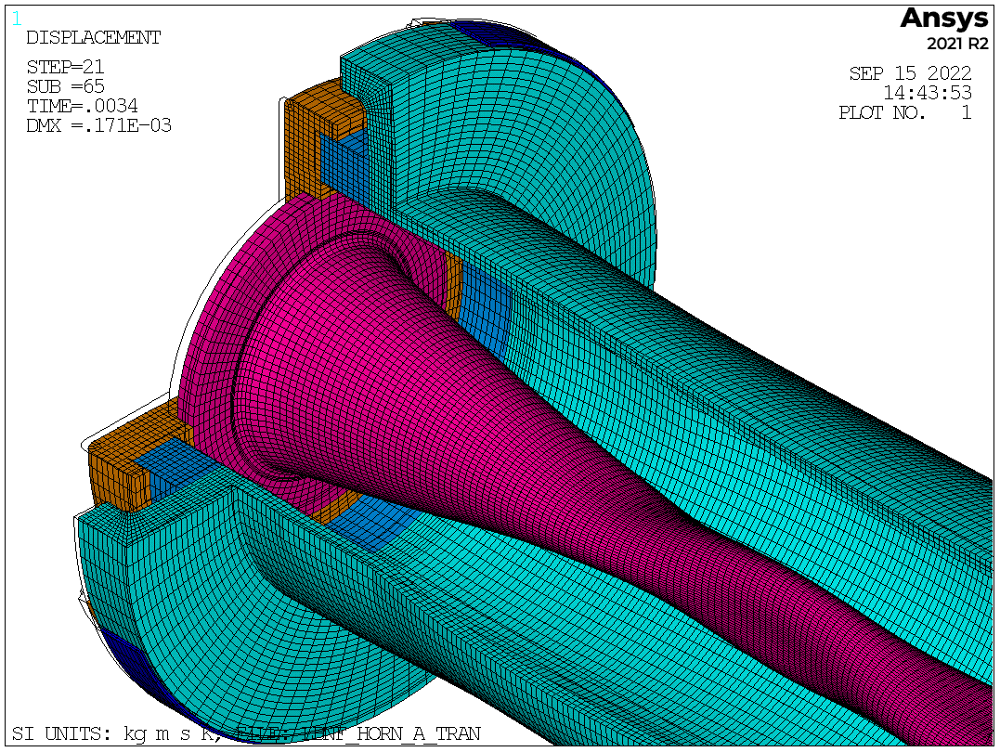 1
DISPLACEMENT
STEP=21
SUB =65
TIME=.0034
DMX =.171E-03
Ansys
2021 R2
SEP 15 2022
14:43:53
PLOT NO. 1
SI UNITS: kg m s K, HORN_A_TRAN